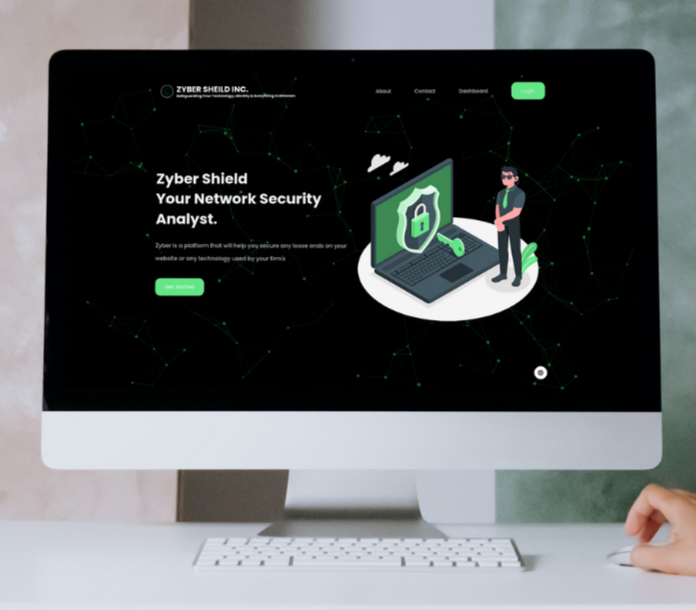 ZYBER SHEILD INC.
Safeguarding Your Technology, Identity & Everything In Between
About
Contact
Dashboard
Login
Zyber Shield
Your Network Security
Analyst.
Zyber is a platform that will help you secure any loose ends on your
website or any technology used by your firm's
Get Started